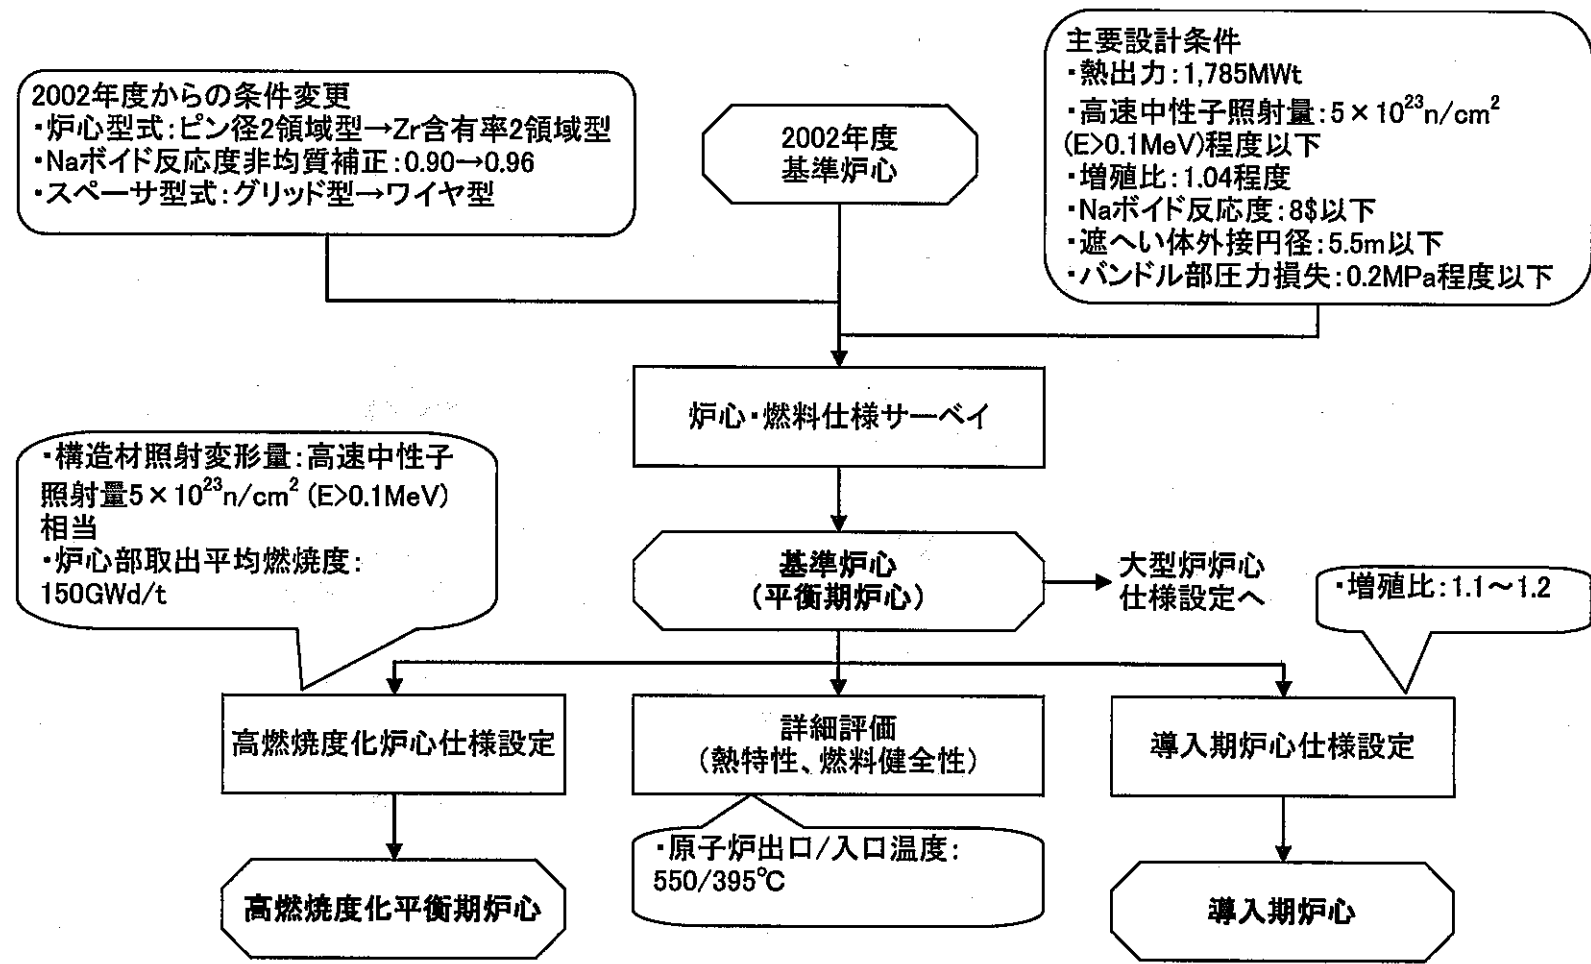 2002年度からの条件変更
・炉心型式:ピン径2領域型→Zr含有率2領域型
・Naボイド反応度非均質補正:0.90→0.96
・スペーサ型式:グリッド型→ワイヤ型
2002年度
基準炉心
主要設計条件
・熱出力:1,785MWt
・高速中性子照射量:5×10²³n/cm²
(E>0.1MeV)程度以下
・増殖比:1.04程度
・Naボイド反応度:8$以下
・遮へい体外接円径:5.5m以下
・バンドル部圧力損失:0.2MPa程度以下
炉心・燃料仕様サーベイ
・構造材照射変形量:高速中性子
照射量5×10²³n/cm² (E>0.1MeV)
相当
・炉心部取出平均燃焼度:
150GWd/t
基準炉心
(平衡期炉心)
大型炉炉心
仕様設定へ
・増殖比:1.1~1.2
高燃焼度化炉心仕様設定
詳細評価
(熱特性、燃料健全性)
導入期炉心仕様設定
・原子炉出口/入口温度:
550/395℃
高燃焼度化平衡期炉心
導入期炉心